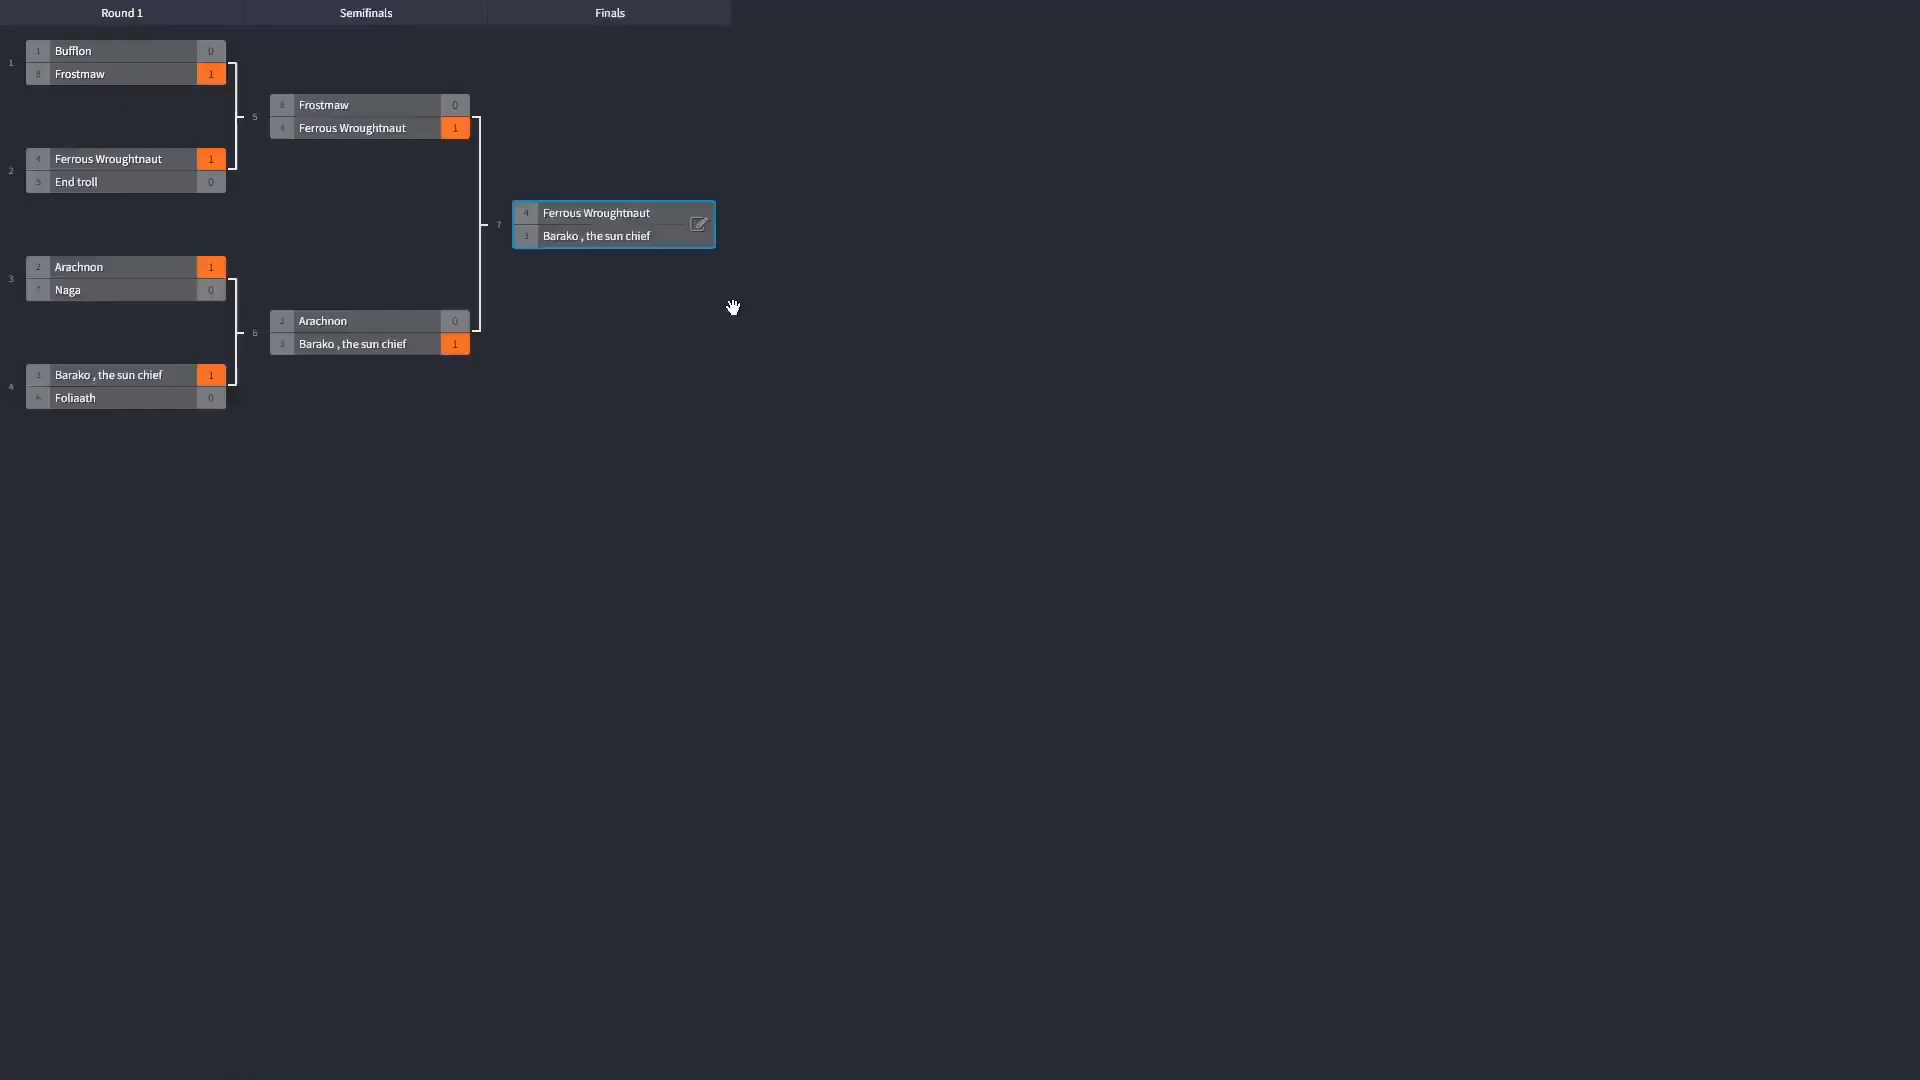 Round 1
Semifinals
Finals
1
1 Bufflon 0
8 Frostmaw 1
2
4 Ferrous Wroughtnaut 1
5 End troll 0
3
2 Arachnon 1
7 Naga 0
4
3 Barako , the sun chief 1
6 Foliaath 0
5
8 Frostmaw 0
4 Ferrous Wroughtnaut 1
6
2 Arachnon 0
3 Barako , the sun chief 1
7
4 Ferrous Wroughtnaut
3 Barako , the sun chief